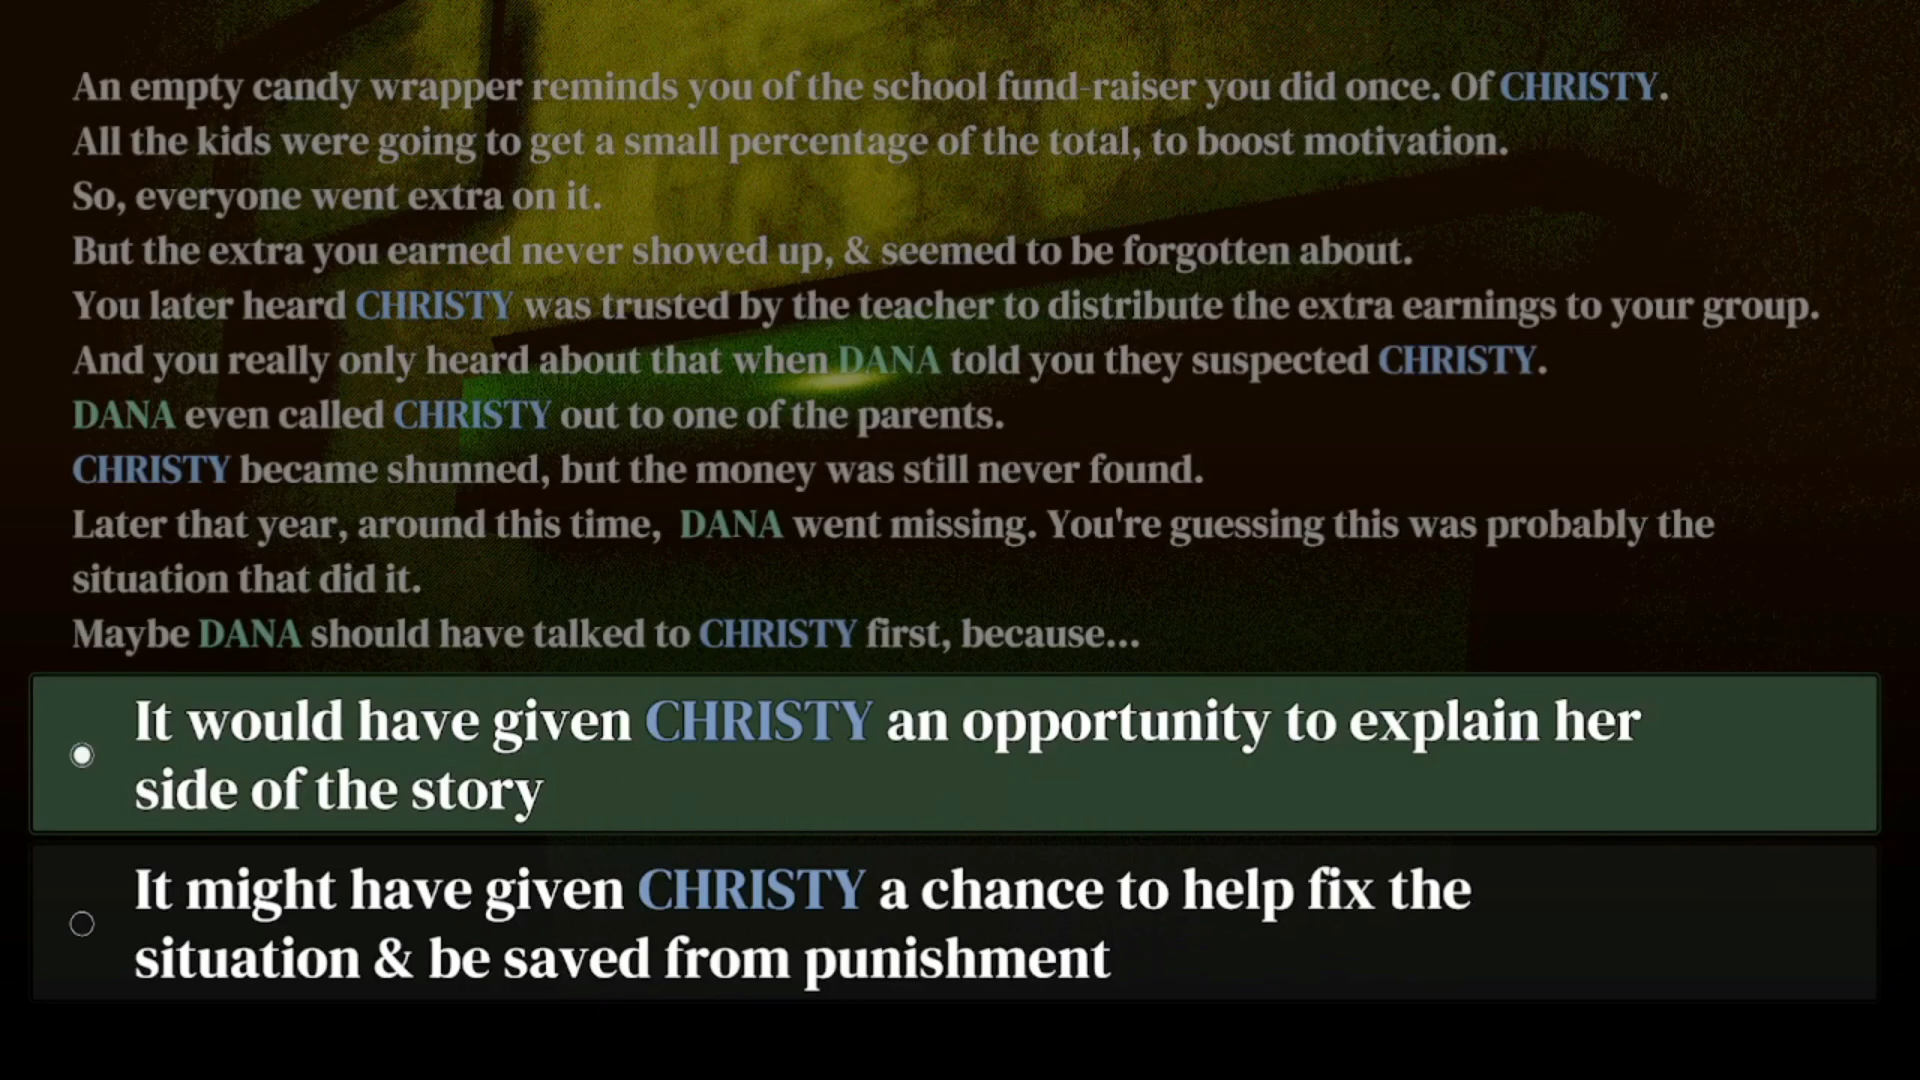 An empty candy wrapper reminds you of the school fund-raiser you did once. Of CHRISTY.
All the kids were going to get a small percentage of the total, to boost motivation.
So, everyone went extra on it.
But the extra you earned never showed up, & seemed to be forgotten about.
You later heard CHRISTY was trusted by the teacher to distribute the extra earnings to your group.
And you really only heard about that when DANA told you they suspected CHRISTY.
DANA even called CHRISTY out to one of the parents.
CHRISTY became shunned, but the money was still never found.
Later that year, around this time, DANA went missing. You're guessing this was probably the
situation that did it.
Maybe DANA should have talked to CHRISTY first, because...
It would have given CHRISTY an opportunity to explain her
side of the story
It might have given CHRISTY a chance to help fix the
situation & be saved from punishment